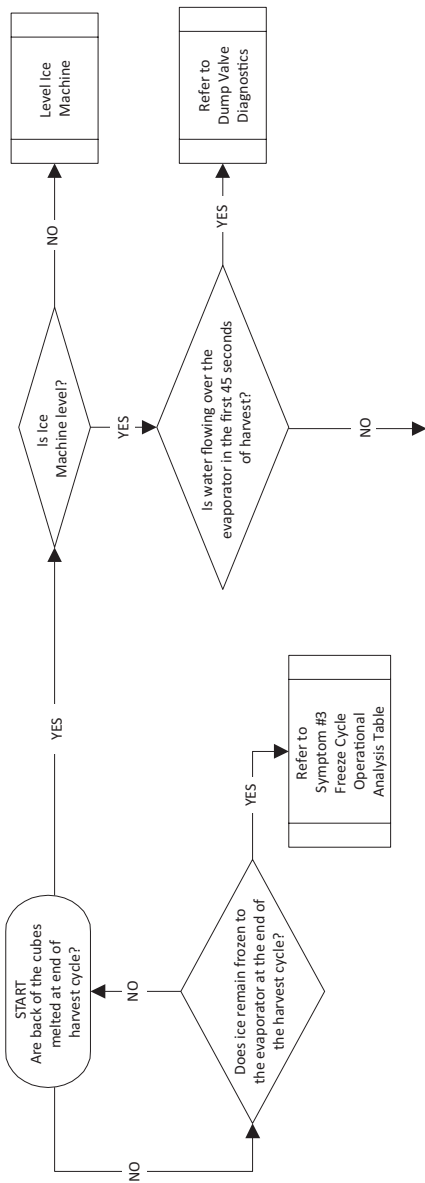 START
Are back of the cubes
melted at end of
harvest cycle?
YES
NO
Is Ice
Machine level?
NO
Level Ice
Machine
YES
Does ice remain frozen to
the evaporator at the end of
the harvest cycle?
NO
YES
Refer to
Symptom #3
Freeze Cycle
Operational
Analysis Table
Is water flowing over the
evaporator in the first 45 seconds
of harvest?
YES
Refer to
Dump Valve
Diagnostics
NO